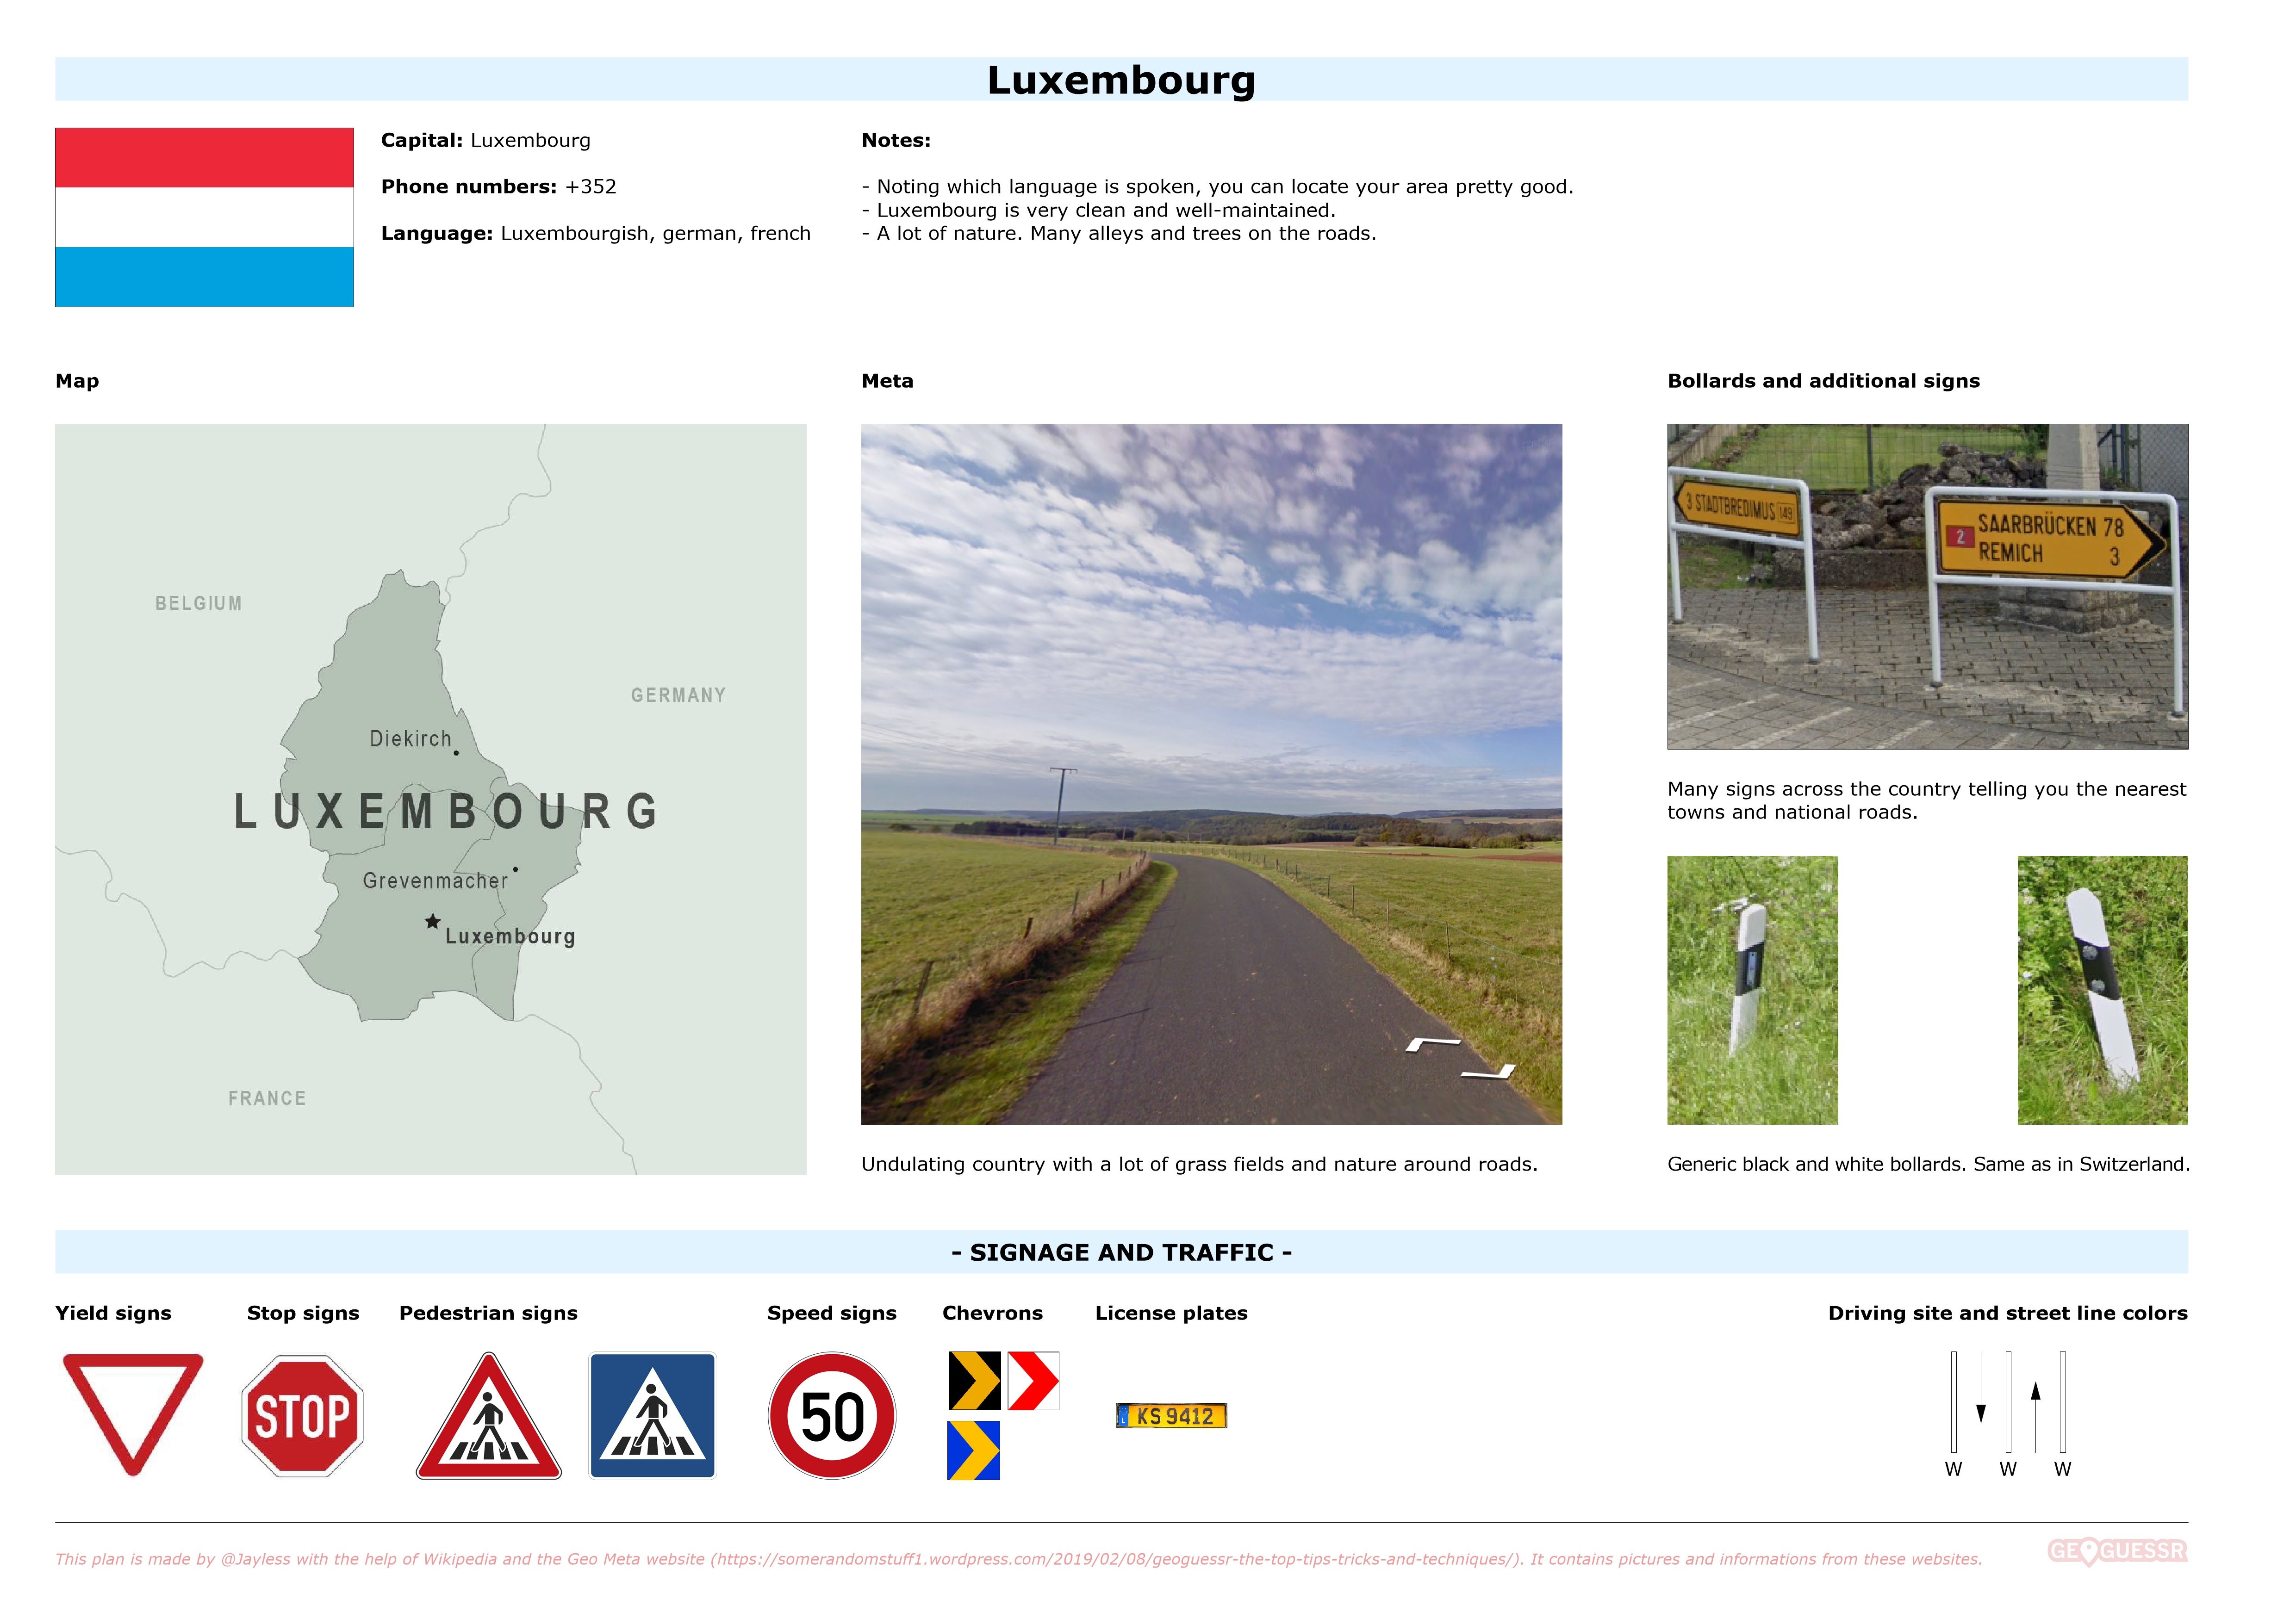 Luxembourg
Capital: Luxembourg
Phone numbers: +352
Language: Luxembourgish, german, french
Notes:
- Noting which language is spoken, you can locate your area pretty good.
- Luxembourg is very clean and well-maintained.
- A lot of nature. Many alleys and trees on the roads.
Map
BELGIUM
GERMANY
Diekirch
LUXEMBOURG
Grevenmacher
Luxembourg
FRANCE
Meta
Undulating country with a lot of grass fields and nature around roads.
Bollards and additional signs
3 STADTBREDIMUS 149
2
SAARBRÜCKEN 78
REMICH 3
Many signs across the country telling you the nearest
towns and national roads.
Generic black and white bollards. Same as in Switzerland.
- SIGNAGE AND TRAFFIC -
Yield signs
Stop signs
STOP
Pedestrian signs
Speed signs
50
Chevrons
License plates
L KS 9412
Driving site and street line colors
W W W
This plan is made by @Jayless with the help of Wikipedia and the Geo Meta website (https://somerandomstuff1.wordpress.com/2019/02/08/geoguessr-the-top-tips-tricks-and-techniques/). It contains pictures and informations from these websites.
GEOGUESSR